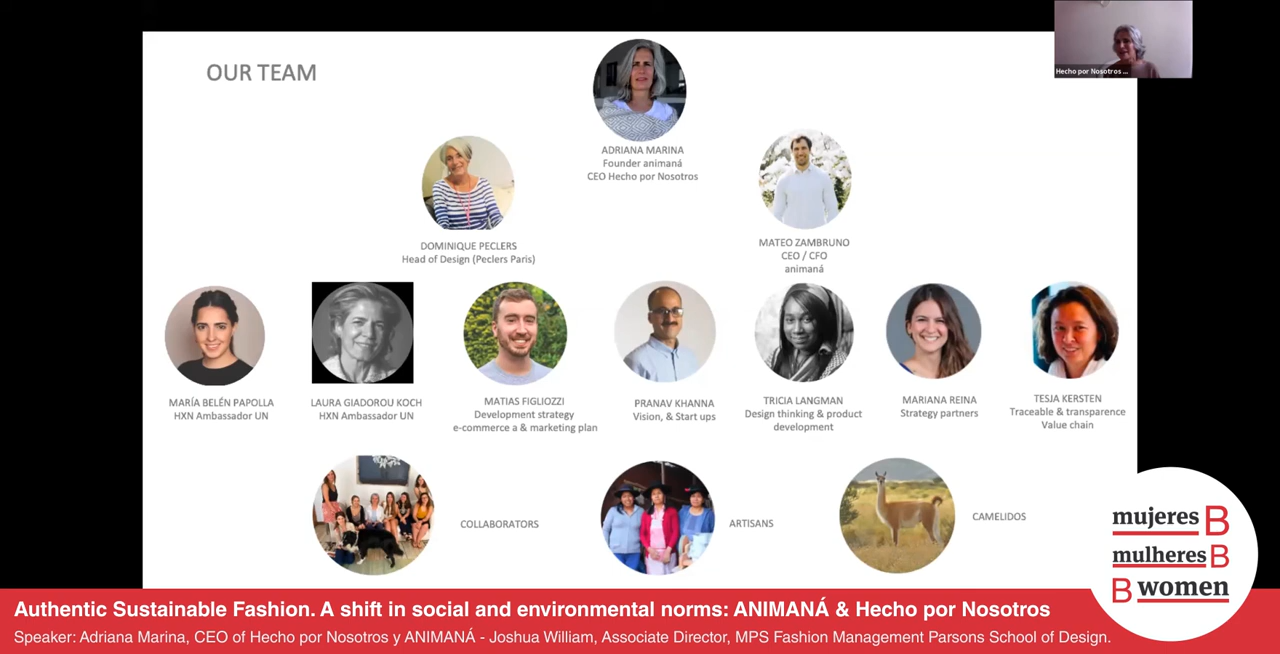 OUR TEAM
Hecho por Nosotros ...
ADRIANA MARINA
Founder animaná
CEO Hecho por Nosotros
DOMINIQUE PECLERS
Head of Design (Peclers Paris)
MATEO ZAMBRUNO
CEO / CFO
animaná
MARÍA BELÉN PAPOLLA
HXN Ambassador UN
LAURA GIADOROU KOCH
HXN Ambassador UN
MATIAS FIGLIOZZI
Development strategy
e-commerce a & marketing plan
PRANAV KHANNA
Vision, & Start ups
TRICIA LANGMAN
Design thinking & product
development
MARIANA REINA
Strategy partners
TESJA KERSTEN
Traceable & transparence
Value chain
COLLABORATORS
ARTISANS
CAMELIDOS
mujeres B
mulheres B
B women
Authentic Sustainable Fashion. A shift in social and environmental norms: ANIMANÁ & Hecho por Nosotros
Speaker: Adriana Marina, CEO of Hecho por Nosotros y ANIMANÁ - Joshua William, Associate Director, MPS Fashion Management Parsons School of Design.